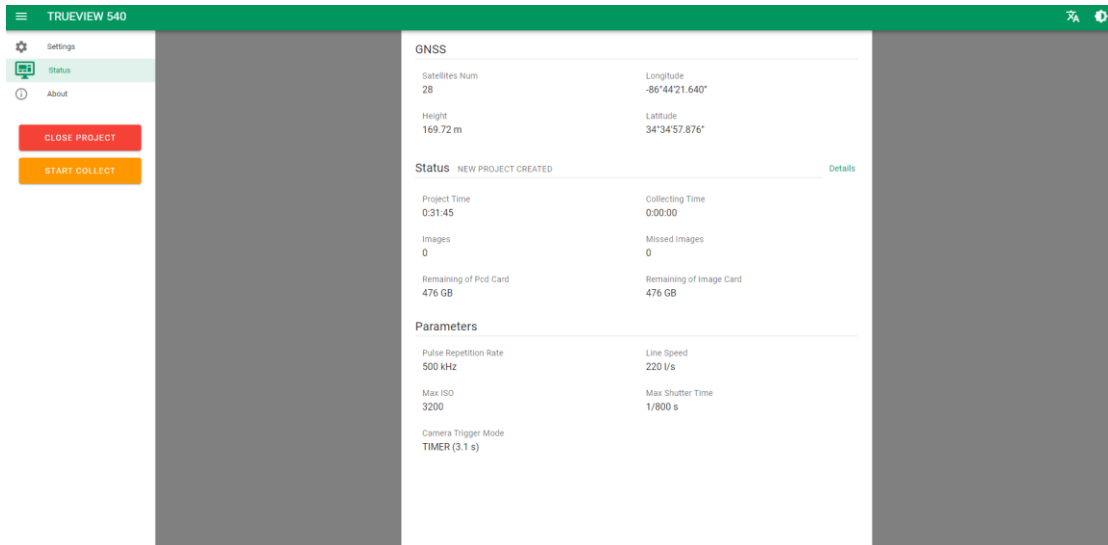 TRUEVIEW 540
Settings
Status
About
CLOSE PROJECT
START COLLECT
GNSS
Satellites Num Longitude
28 -86°44'21.640"
Height Latitude
169.72 m 34°34'57.876"
Status NEW PROJECT CREATED Details
Project Time Collecting Time
0:31:45 0:00:00
Images Missed Images
0 0
Remaining of Pcd Card Remaining of Image Card
476 GB 476 GB
Parameters
Pulse Repetition Rate Line Speed
500 kHz 220 l/s
Max ISO Max Shutter Time
3200 1/800 s
Camera Trigger Mode
TIMER (3.1 s)